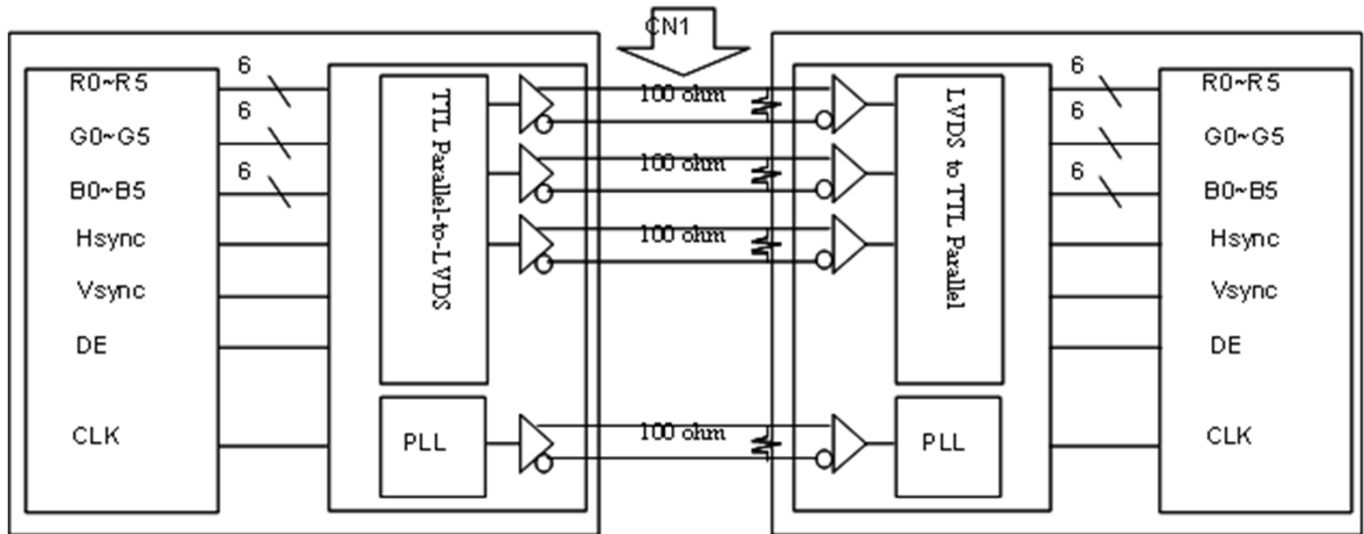 CN1
6
R0~R5
6
G0~G5
6
B0~B5
Hsync
Vsync
DE
CLK
TTL Parallel-to-LVDS
PLL
100 ohm
100 ohm
100 ohm
100 ohm
LVDS to TTL Parallel
PLL
6
R0~R5
6
G0~G5
6
B0~B5
Hsync
Vsync
DE
CLK